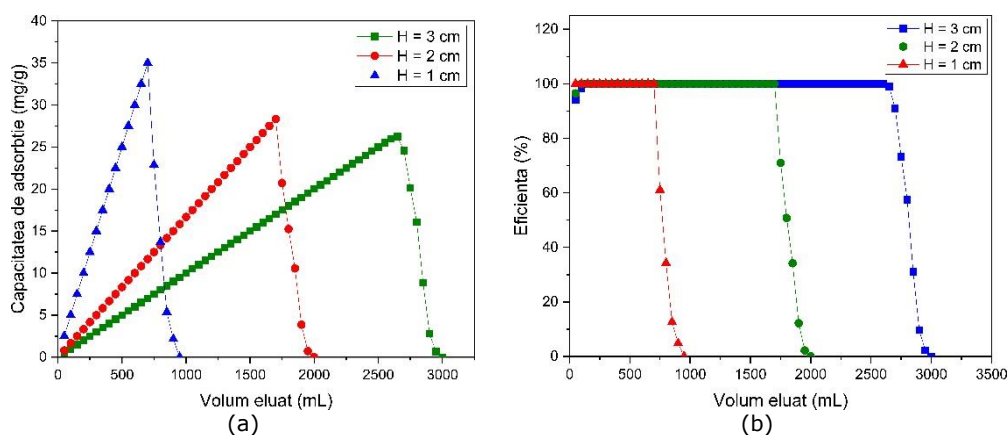 Capacitatea de adsorbtie (mg/g)
40
35
30
25
20
15
10
5
0
H = 3 cm
H = 2 cm
H = 1 cm
0 500 1000 1500 2000 2500 3000
Volum eluat (mL)
(a)
Eficienta (%)
120
100
80
60
40
20
0
H = 3 cm
H = 2 cm
H = 1 cm
0 500 1000 1500 2000 2500 3000 3500
Volum eluat (mL)
(b)